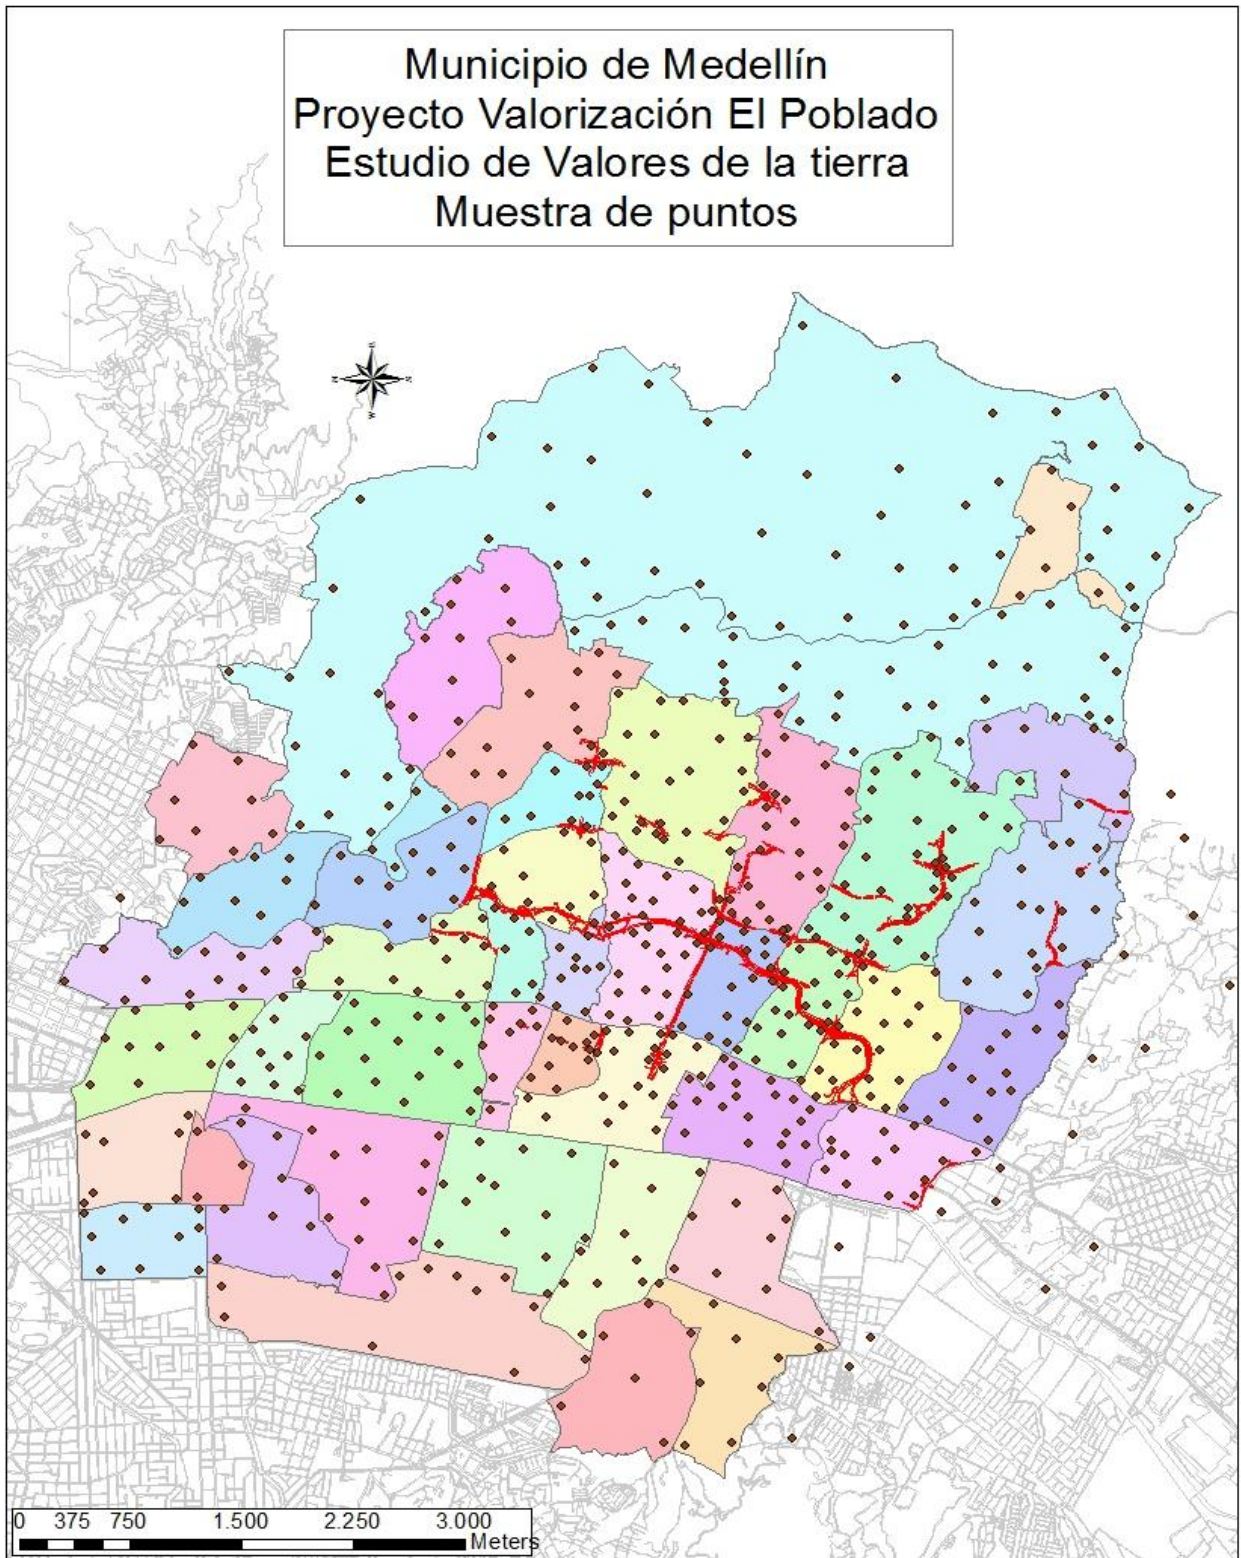 Municipio de Medellín
Proyecto Valorización El Poblado
Estudio de Valores de la tierra
Muestra de puntos
0 375 750 1.500 2.250 3.000
Meters